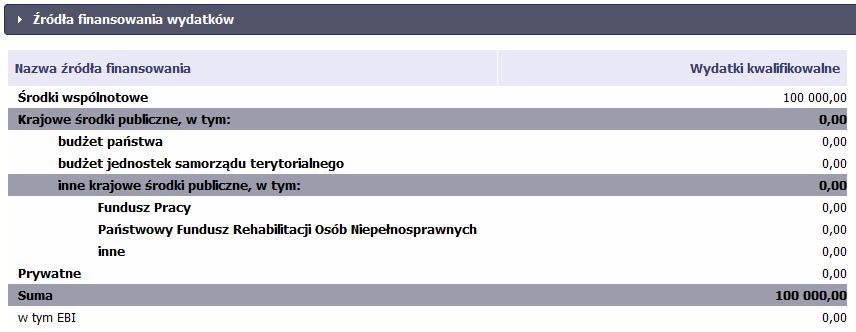 Źródła finansowania wydatków
Nazwa źródła finansowania Wydatki kwalifikowalne
Środki wspólnotowe 100 000,00
Krajowe środki publiczne, w tym: 0,00
budżet państwa 0,00
budżet jednostek samorządu terytorialnego 0,00
inne krajowe środki publiczne, w tym: 0,00
Fundusz Pracy 0,00
Państwowy Fundusz Rehabilitacji Osób Niepełnosprawnych 0,00
inne 0,00
Prywatne 0,00
Suma 100 000,00
w tym EBI 0,00